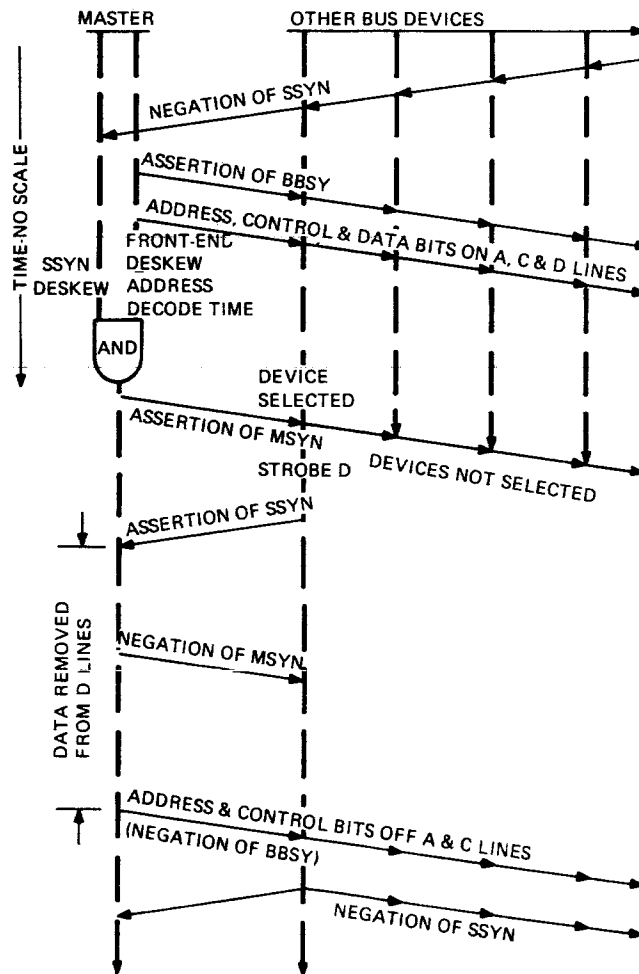 MASTER
OTHER BUS DEVICES
NEGATION OF SSYN
TIME-NO SCALE
ASSERTION OF BBSY
ADDRESS, CONTROL & DATA BITS ON A, C & D LINES
SSYN
DESKEW
FRONT-END
DESKEW
ADDRESS
DECODE TIME
AND
DEVICE
SELECTED
ASSERTION OF MSYN
STROBE D
DEVICES NOT SELECTED
ASSERTION OF SSYN
DATA REMOVED
FROM D LINES
NEGATION OF MSYN
ADDRESS & CONTROL BITS OFF A & C LINES
(NEGATION OF BBSY)
NEGATION OF SSYN